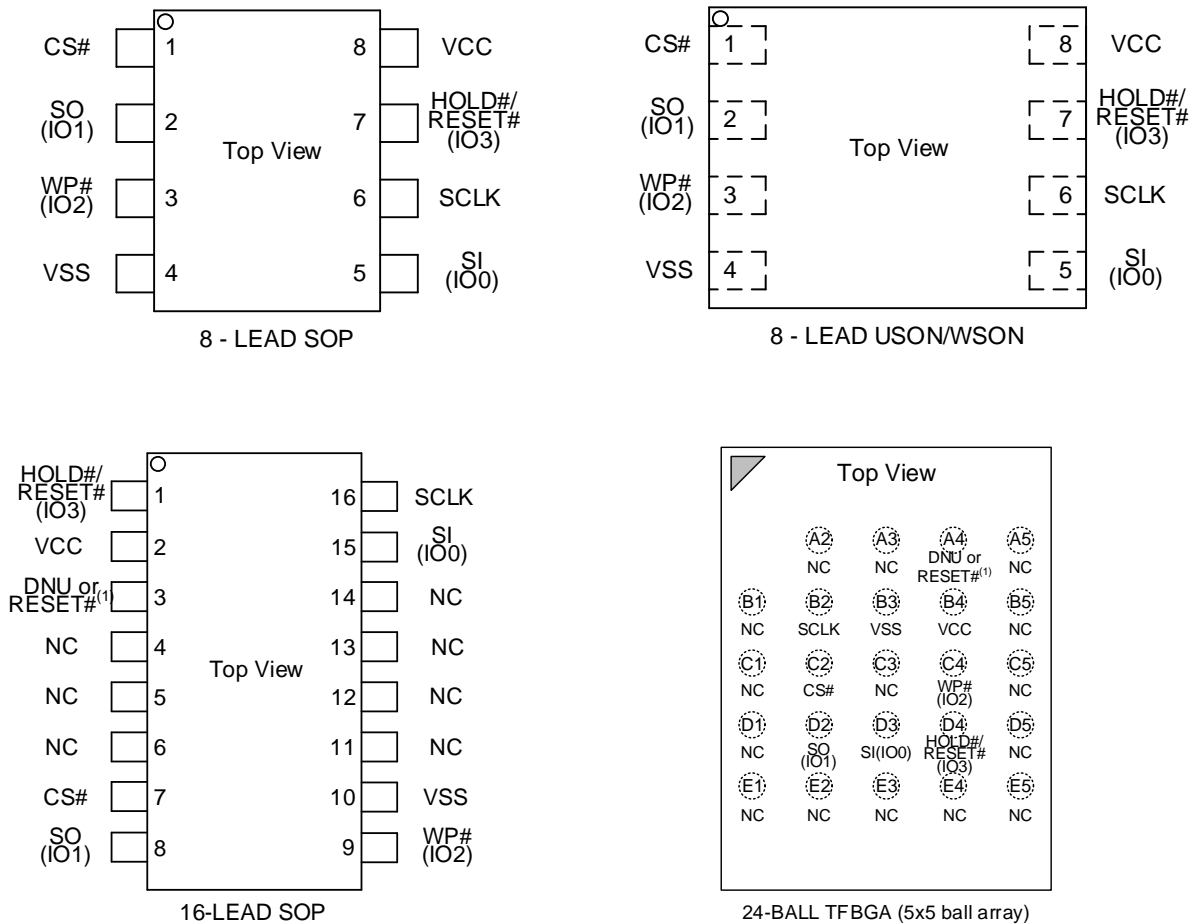 CS#
1
8
VCC
SO
(IO1)
2
7
HOLD#/
RESET#
(IO3)
Top View
WP#
(IO2)
3
6
SCLK
VSS
4
5
SI
(IO0)
8 - LEAD SOP
CS#
1
8
VCC
SO
(IO1)
2
7
HOLD#/
RESET#
(IO3)
Top View
WP#
(IO2)
3
6
SCLK
VSS
4
5
SI
(IO0)
8 - LEAD USON/WSON
HOLD#/
RESET#
(IO3)
1
16
SCLK
VCC
2
15
SI
(IO0)
DNU or
RESET#(1)
3
14
NC
NC
4
13
NC
Top View
NC
5
12
NC
NC
6
11
NC
CS#
7
10
VSS
SO
(IO1)
8
9
WP#
(IO2)
16-LEAD SOP
Top View
A2 A3 A4 A5
NC NC DNU or RESET#(1) NC
B1 B2 B3 B4 B5
NC SCLK VSS VCC NC
C1 C2 C3 C4 C5
NC CS# NC WP# (IO2) NC
D1 D2 D3 D4 D5
NC SO (IO1) SI(IO0) HOLD#/ RESET# (IO3) NC
E1 E2 E3 E4 E5
NC NC NC NC NC
24-BALL TFBGA (5x5 ball array)